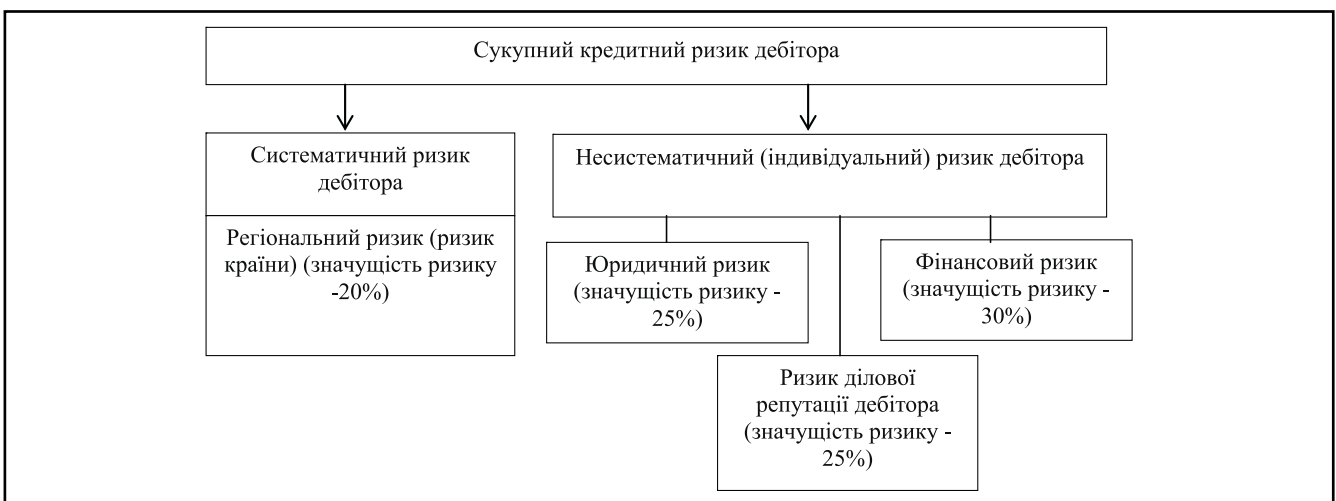 Сукупний кредитний ризик дебітора
Систематичний ризик
дебітора
Несистематичний (індивідуальний) ризик дебітора
Регіональний ризик (ризик
країни) (значущість ризику
-20%)
Юридичний ризик
(значущість ризику -
25%)
Фінансовий ризик
(значущість ризику -
30%)
Ризик ділової
репутації дебітора
(значущість ризику -
25%)